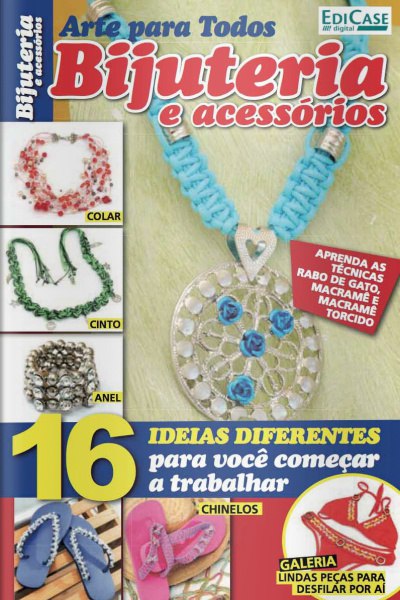 Bijuteria
e acessórios
Arte para Todos
EDICASE
digital
Bijuteria
e acessórios
COLAR
CINTO
ANEL
APRENDA AS
TÉCNICAS
RABO DE GATO,
MACRAMÊ E
MACRAMÊ
TORCIDO
16
IDEIAS DIFERENTES
para você começar
a trabalhar
CHINELOS
GALERIA
LINDAS PEÇAS PARA
DESFILAR POR AÍ